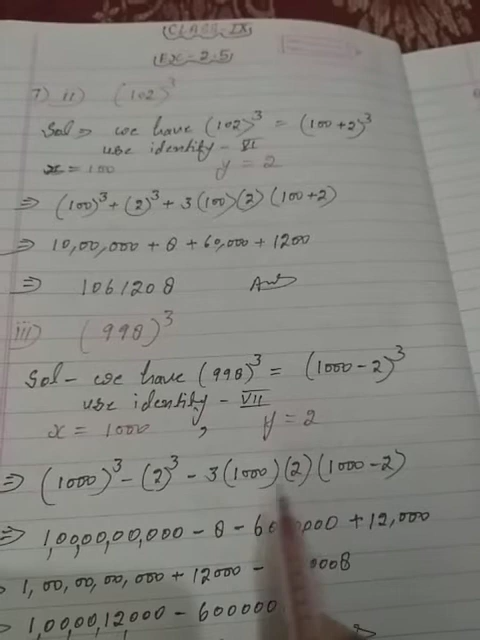 CLASS-IX
EX-2.5
7) ii) (102)³
Sol⇒ we have (102)³ = (100+2)³
use identify - VI
x = 100 y = 2
⇒ (100)³ + (2)³ + 3(100)(2)(100+2)
⇒ 10,00,000 + 8 + 60,000 + 1200
⇒ 1061208 Ans
iii) (998)³
Sol - we have (998)³ = (1000-2)³
use identify - VII
x = 1000 , y = 2
⇒ (1000)³ - (2)³ - 3(1000)(2)(1000-2)
⇒ 1,00,00,00,000 - 8 - 60 000 + 12,000
1,00,00,00,000 + 12000 - 0008
1,0000,12000 - 600000